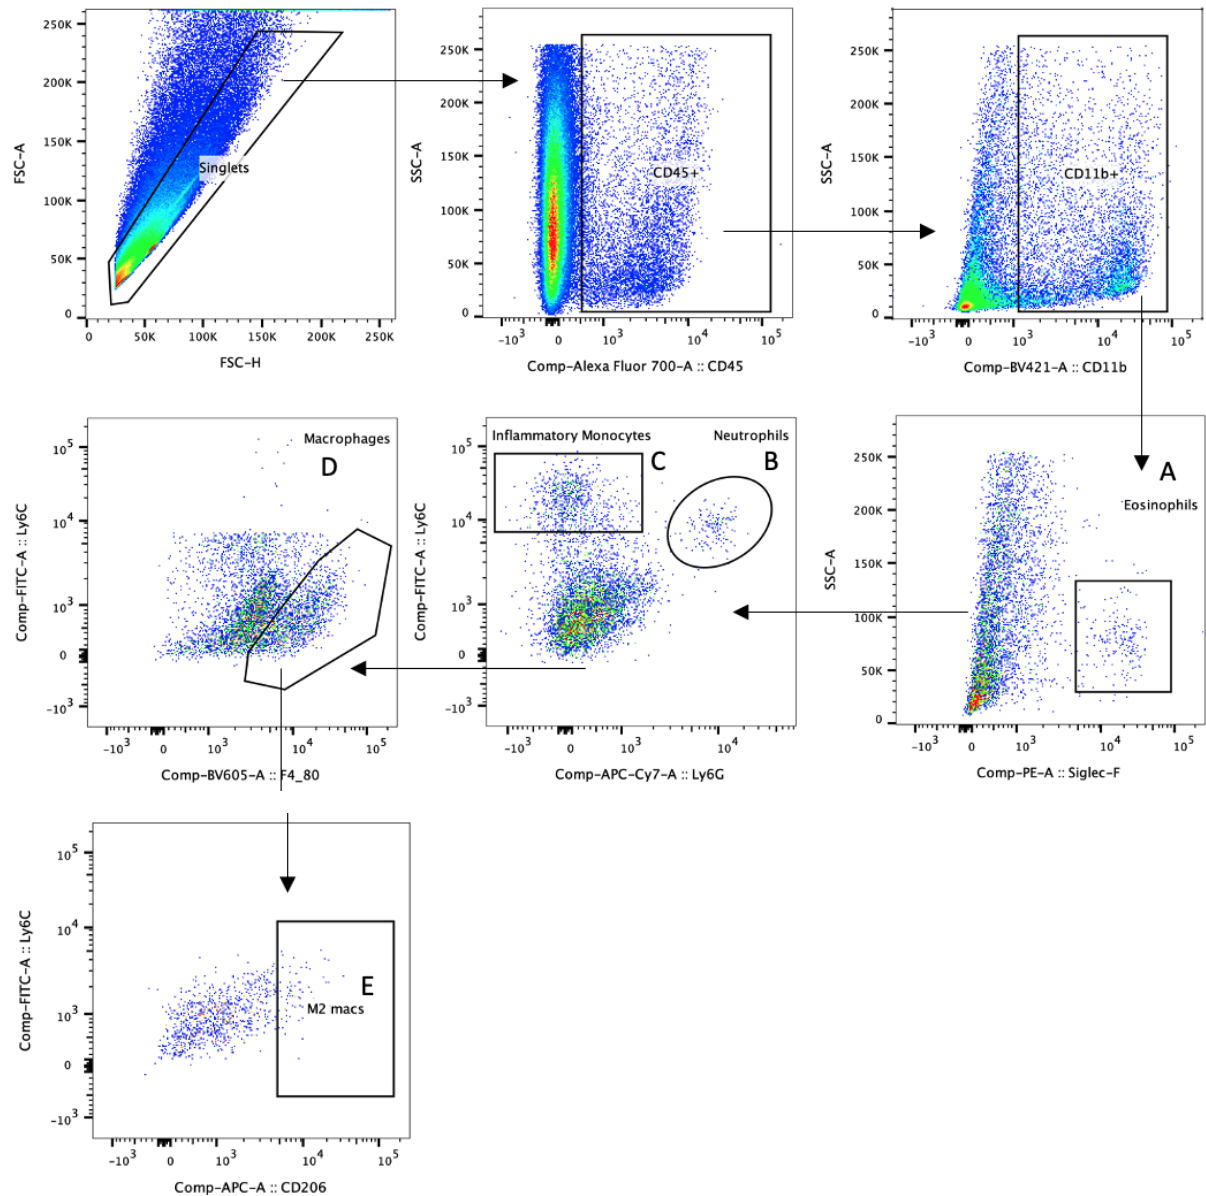 250K
200K
150K
100K
50K
0
FSC-A
Singlets
0 50K 100K 150K 200K 250K
FSC-H
250K
200K
150K
100K
50K
0
SSC-A
CD45+
-10³ 0 10³ 10⁴ 10⁵
Comp-Alexa Fluor 700-A :: CD45
250K
200K
150K
100K
50K
0
SSC-A
CD11b+
-10³ 0 10³ 10⁴ 10⁵
Comp-BV421-A :: CD11b
10⁵
10⁴
10³
0
-10³
Comp-FITC-A :: Ly6C
Macrophages
D
-10³ 0 10³ 10⁴ 10⁵
Comp-BV605-A :: F4_80
10⁵
10⁴
10³
0
-10³
Comp-FITC-A :: Ly6C
Inflammatory Monocytes Neutrophils
C B
-10³ 0 10³ 10⁴
Comp-APC-Cy7-A :: Ly6G
250K
200K
150K
100K
50K
0
SSC-A
A
Eosinophils
-10³ 0 10³ 10⁴ 10⁵
Comp-PE-A :: Siglec-F
10⁵
10⁴
10³
0
-10³
Comp-FITC-A :: Ly6C
E
M2 macs
-10³ 0 10³ 10⁴ 10⁵
Comp-APC-A :: CD206